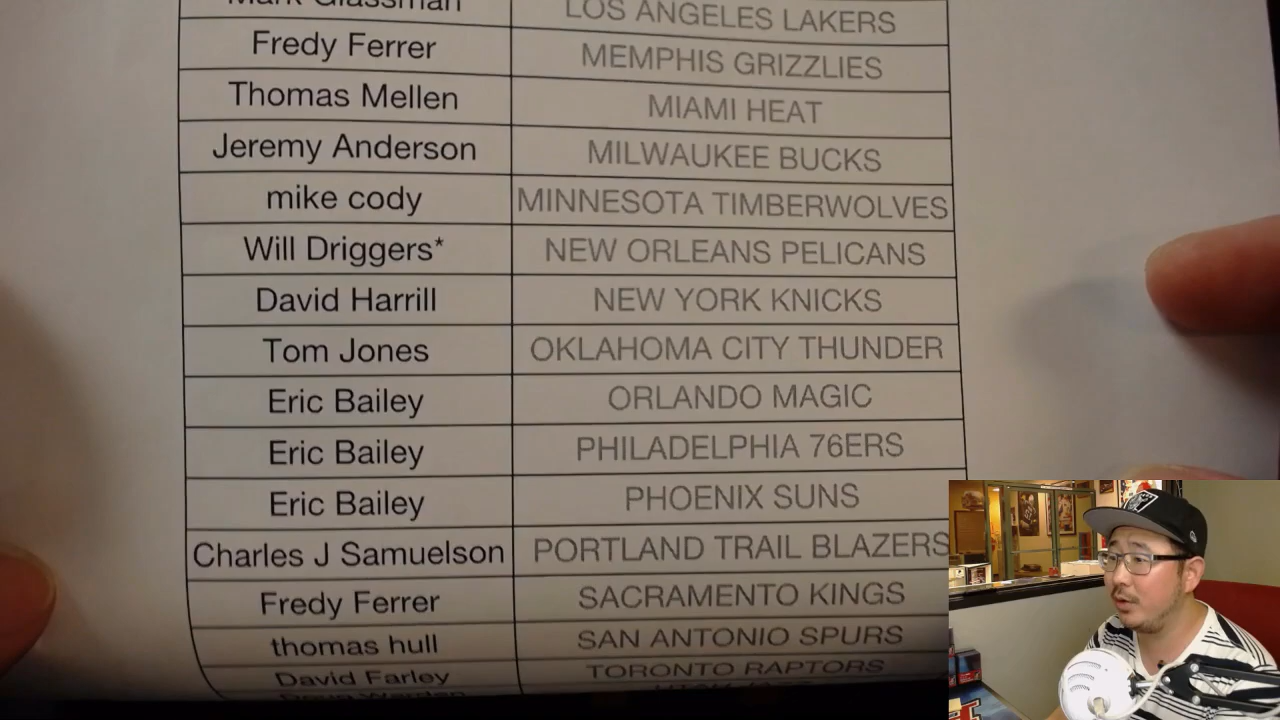 Mark Glassman LOS ANGELES LAKERS
Fredy Ferrer MEMPHIS GRIZZLIES
Thomas Mellen MIAMI HEAT
Jeremy Anderson MILWAUKEE BUCKS
mike cody MINNESOTA TIMBERWOLVES
Will Driggers* NEW ORLEANS PELICANS
David Harrill NEW YORK KNICKS
Tom Jones OKLAHOMA CITY THUNDER
Eric Bailey ORLANDO MAGIC
Eric Bailey PHILADELPHIA 76ERS
Eric Bailey PHOENIX SUNS
Charles J Samuelson PORTLAND TRAIL BLAZERS
Fredy Ferrer SACRAMENTO KINGS
thomas hull SAN ANTONIO SPURS
David Farley TORONTO RAPTORS